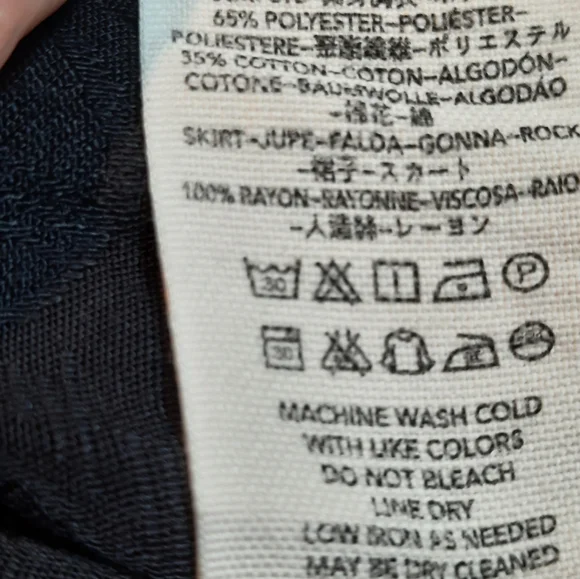 65% POLYESTER-POLIÉSTER-
POLIESTERE-聚酯纖維-ポリエステル
35% COTTON-COTON-ALGODÓN-
COTONE-BAUMWOLLE-ALGODÃO
-棉花-綿
SKIRT-JUPE-FALDA-GONNA-ROCK
-裙子-スカート
100% RAYON-RAYONNE-VISCOSA-RAIO
-人造絲-レーヨン
30 P
30
MACHINE WASH COLD
WITH LIKE COLORS
DO NOT BLEACH
LINE DRY
LOW IRON AS NEEDED
MAY BE DRY CLEANED